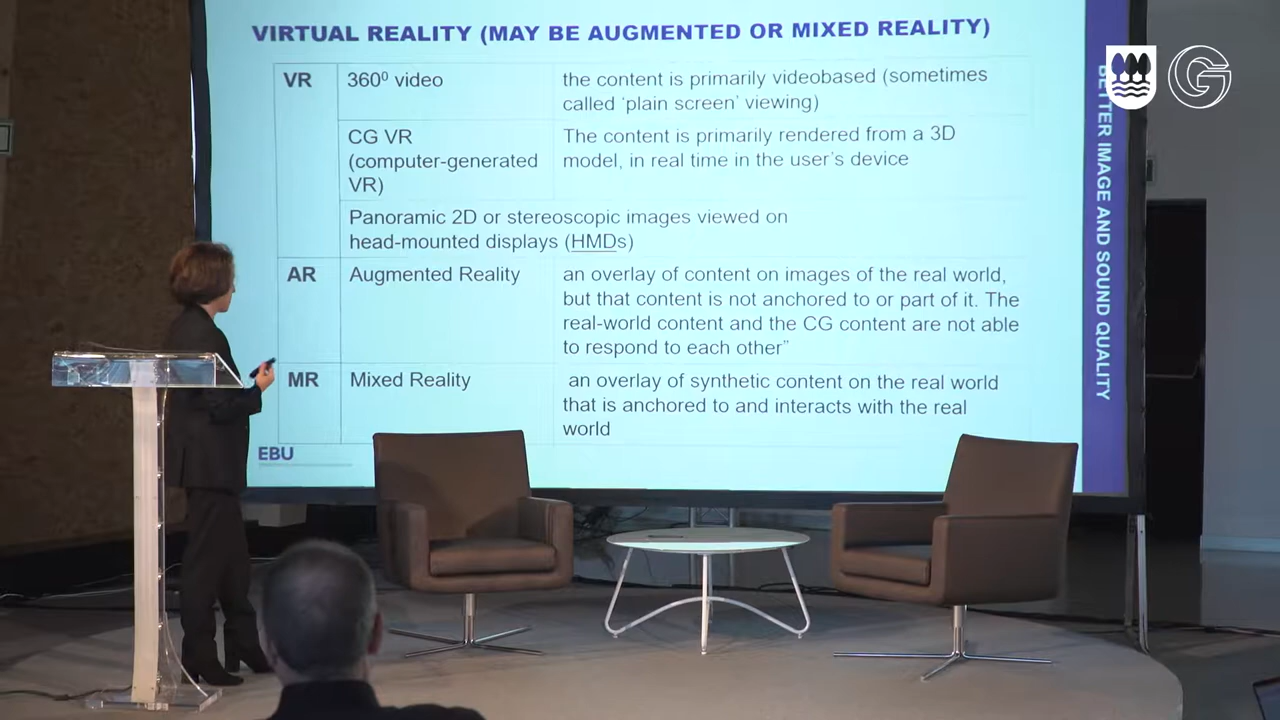 VIRTUAL REALITY (MAY BE AUGMENTED OR MIXED REALITY)
VR
360⁰ video
the content is primarily videobased (sometimes
called ‘plain screen’ viewing)
CG VR
(computer-generated
VR)
The content is primarily rendered from a 3D
model, in real time in the user’s device
Panoramic 2D or stereoscopic images viewed on
head-mounted displays (HMDs)
AR
Augmented Reality
an overlay of content on images of the real world,
but that content is not anchored to or part of it. The
real-world content and the CG content are not able
to respond to each other”
MR
Mixed Reality
an overlay of synthetic content on the real world
that is anchored to and interacts with the real
world
EBU
BETTER IMAGE AND SOUND QUALITY
G